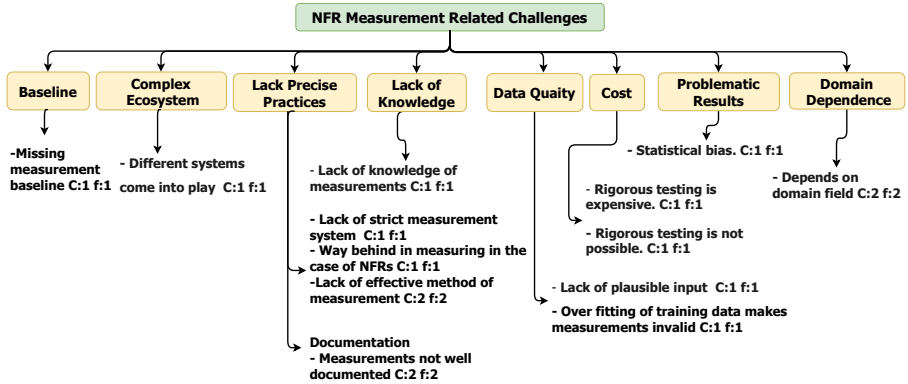 NFR Measurement Related Challenges
Baseline
Complex
Ecosystem
Lack Precise
Practices
Lack of
Knowledge
Data Quaity
Cost
Problematic
Results
Domain
Dependence
-Missing
measurement
baseline C:1 f:1
- Different systems
come into play C:1 f:1
- Lack of knowledge of
measurements C:1 f:1
- Lack of strict measurement
system C:1 f:1
- Way behind in measuring in the
case of NFRs C:1 f:1
-Lack of effective method of
measurement C:2 f:2
Documentation
- Measurements not well
documented C:2 f:2
- Lack of plausible input C:1 f:1
- Over fitting of training data makes
measurements invalid C:1 f:1
- Rigorous testing is
expensive. C:1 f:1
- Rigorous testing is not
possible. C:1 f:1
- Statistical bias. C:1 f:1
- Depends on
domain field C:2 f:2